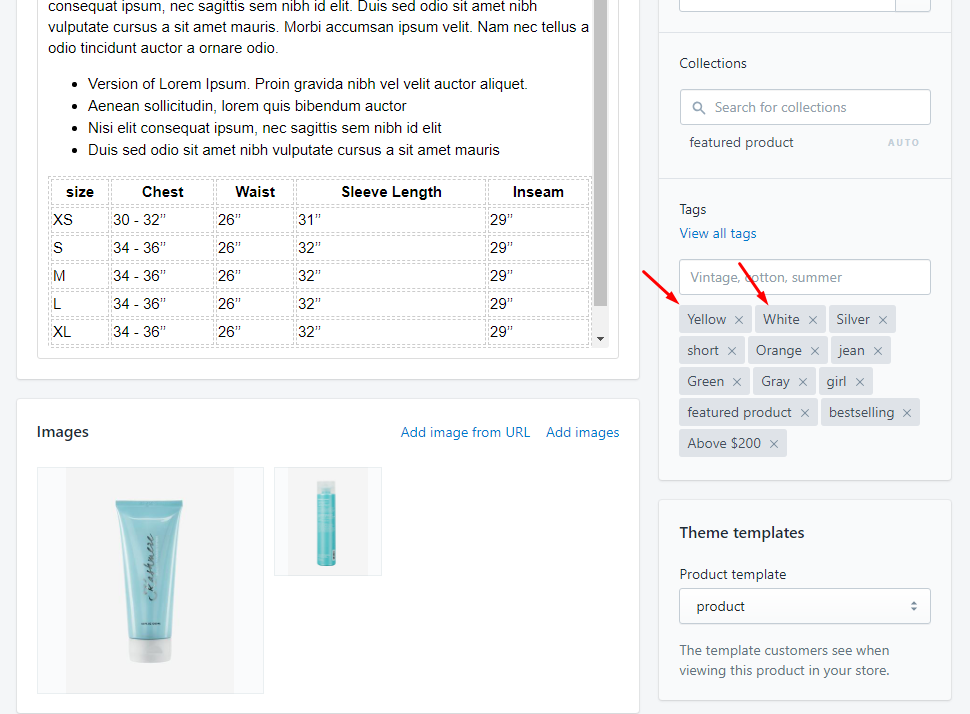 consequat ipsum, nec sagittis sem nibh id elit. Duis sed odio sit amet nibh
vulputate cursus a sit amet mauris. Morbi accumsan ipsum velit. Nam nec tellus a
odio tincidunt auctor a ornare odio.
Version of Lorem Ipsum. Proin gravida nibh vel velit auctor aliquet.
Aenean sollicitudin, lorem quis bibendum auctor
Nisi elit consequat ipsum, nec sagittis sem nibh id elit
Duis sed odio sit amet nibh vulputate cursus a sit amet mauris
size Chest Waist Sleeve Length Inseam
XS 30 - 32” 26” 31” 29”
S 34 - 36” 26” 32” 29”
M 34 - 36” 26” 32” 29”
L 34 - 36” 26” 32” 29”
XL 34 - 36” 26” 32” 29”
Images Add image from URL Add images
Kashmere
Collections
Search for collections
featured product AUTO
Tags
View all tags
Vintage, cotton, summer
Yellow × White × Silver ×
short × Orange × jean ×
Green × Gray × girl ×
featured product × bestselling ×
Above $200 ×
Theme templates
Product template
product
The template customers see when
viewing this product in your store.